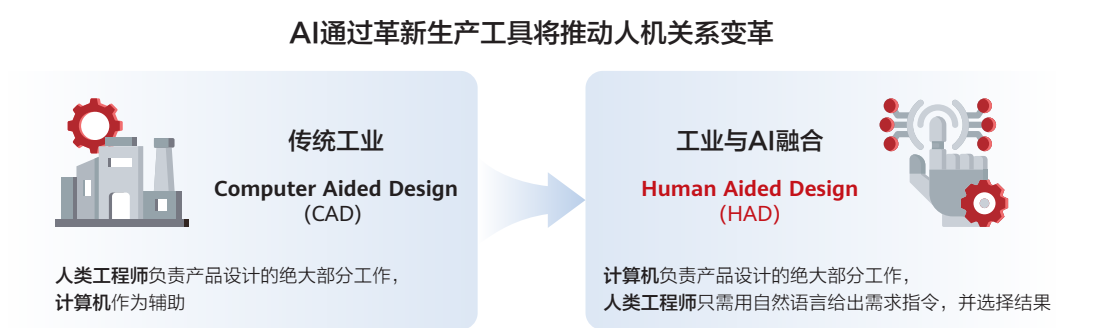 AI通过革新生产工具将推动人机关系变革
传统工业
Computer Aided Design
(CAD)
人类工程师负责产品设计的绝大部分工作，
计算机作为辅助
工业与AI融合
Human Aided Design
(HAD)
计算机负责产品设计的绝大部分工作，
人类工程师只需用自然语言给出需求指令，并选择结果